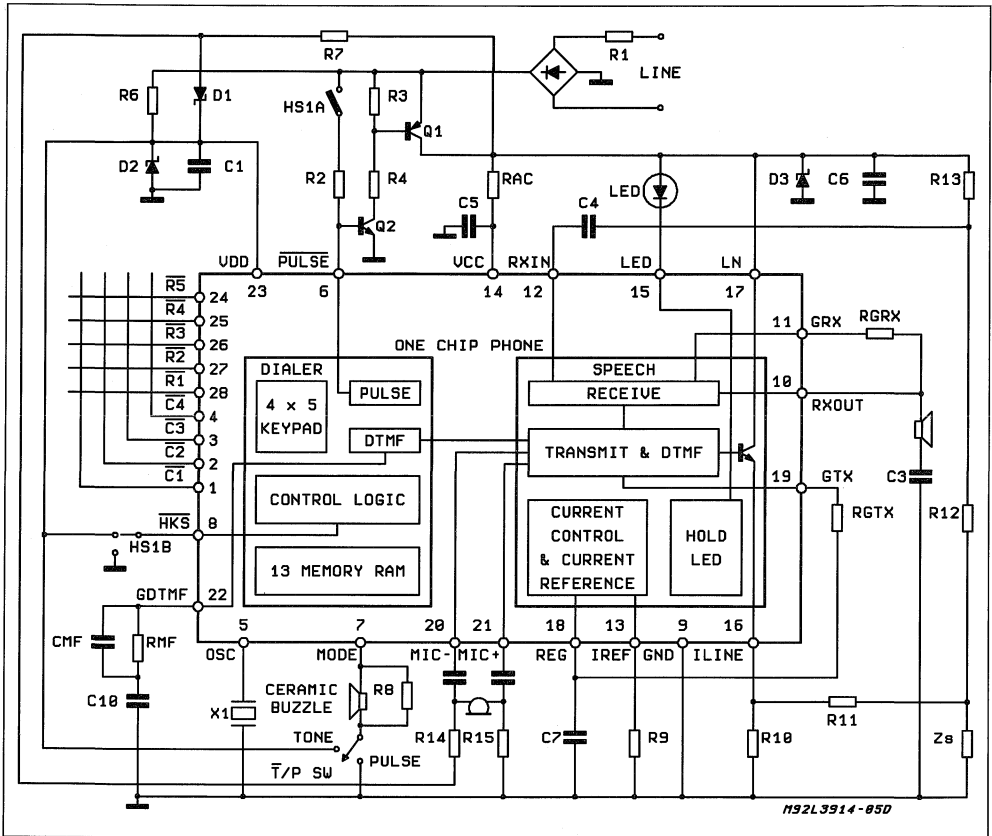 R7
R1
LINE
R6
D1
HS1A
R3
Q1
D2
C1
R2
R4
RAC
LED
D3
C6
R13
C5
C4
Q2
VDD
PULSE
VCC
RXIN
LED
LN
23
6
14
12
15
17
R5
24
R4
25
R3
26
R2
27
R1
28
C4
4
C3
3
C2
2
C1
1
HKS
8
HS1B
GDTMF
22
ONE CHIP PHONE
DIALER
4 x 5
KEYPAD
PULSE
DTMF
CONTROL LOGIC
13 MEMORY RAM
SPEECH
RECEIVE
TRANSMIT & DTMF
CURRENT
CONTROL
& CURRENT
REFERENCE
HOLD
LED
11
GRX
RGRX
10
RXOUT
19
GTX
C3
RGTX
R12
5
7
20
21
18
13
9
16
OSC
MODE
MIC-
MIC+
REG
IREF
GND
ILINE
CMF
RMF
C10
X1
CERAMIC
BUZZLE
R8
TONE
PULSE
T/P SW
R14
R15
C7
R9
R10
R11
Zs
M92L3914-05D